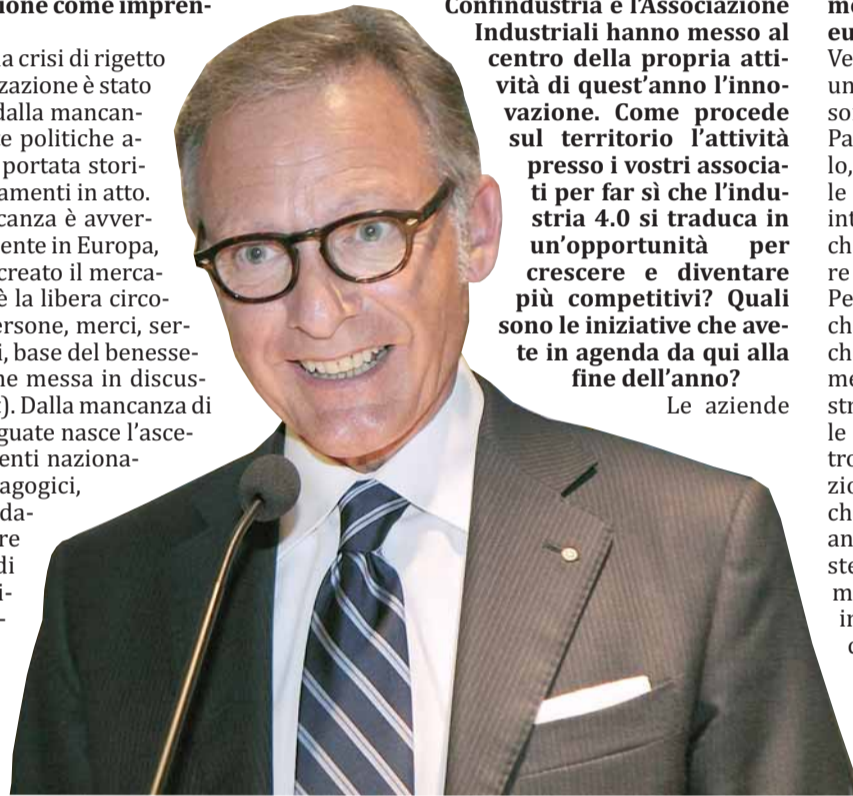 ione come impren-
a crisi di rigetto
zazione è stato
dalla mancan-
e politiche a-
portata stori-
amenti in atto.
canza è avver-
ente in Europa,
creato il merca-
è la libera circo-
ersone, merci, ser-
i, base del benesse-
ne messa in discus-
). Dalla mancanza di
guate nasce l'asce-
enti naziona-
agogici,
da-
re
di
i-
-
Confindustria e l'Associazione
Industriali hanno messo al
centro della propria atti-
vità di quest'anno l'inno-
vazione. Come procede
sul territorio l'attività
presso i vostri associa-
ti per far sì che l'indu-
stria 4.0 si traduca in
un'opportunità per
crescere e diventare
più competitivi? Quali
sono le iniziative che ave-
te in agenda da qui alla
fine dell'anno?
Le aziende
me
eu
Ve
un
so
Pa
lo,
le
int
ch
re
Pe
ch
ch
me
str
le
tro
zio
ch
an
ste
m
in